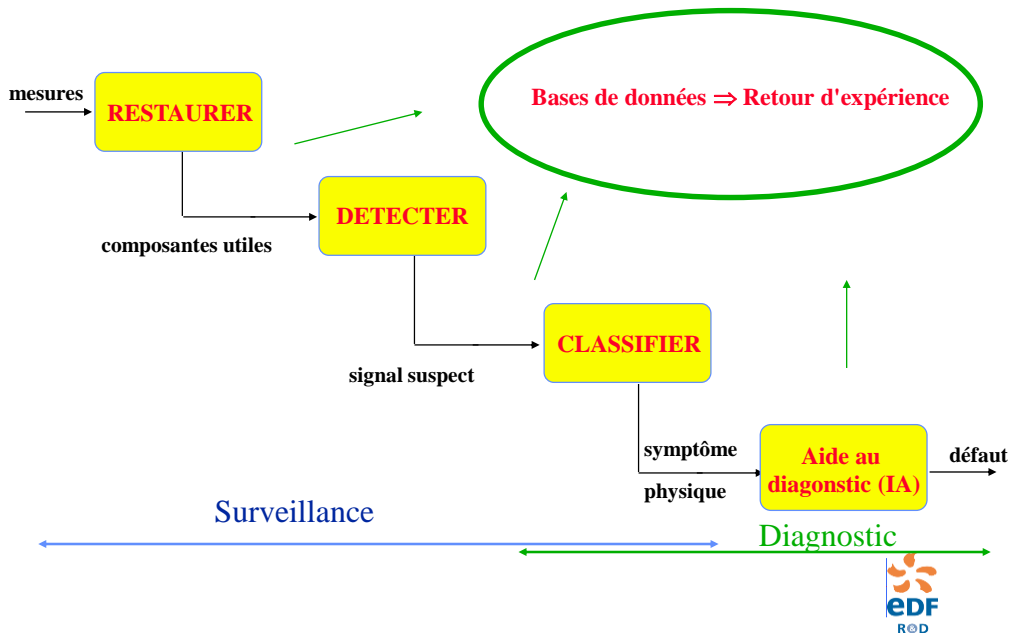 mesures
RESTAURER
Bases de données ⇒ Retour d'expérience
DETECTER
composantes utiles
CLASSIFIER
signal suspect
symptôme
physique
Aide au
diagonstic (IA)
défaut
Surveillance
Diagnostic
eDF
R&D